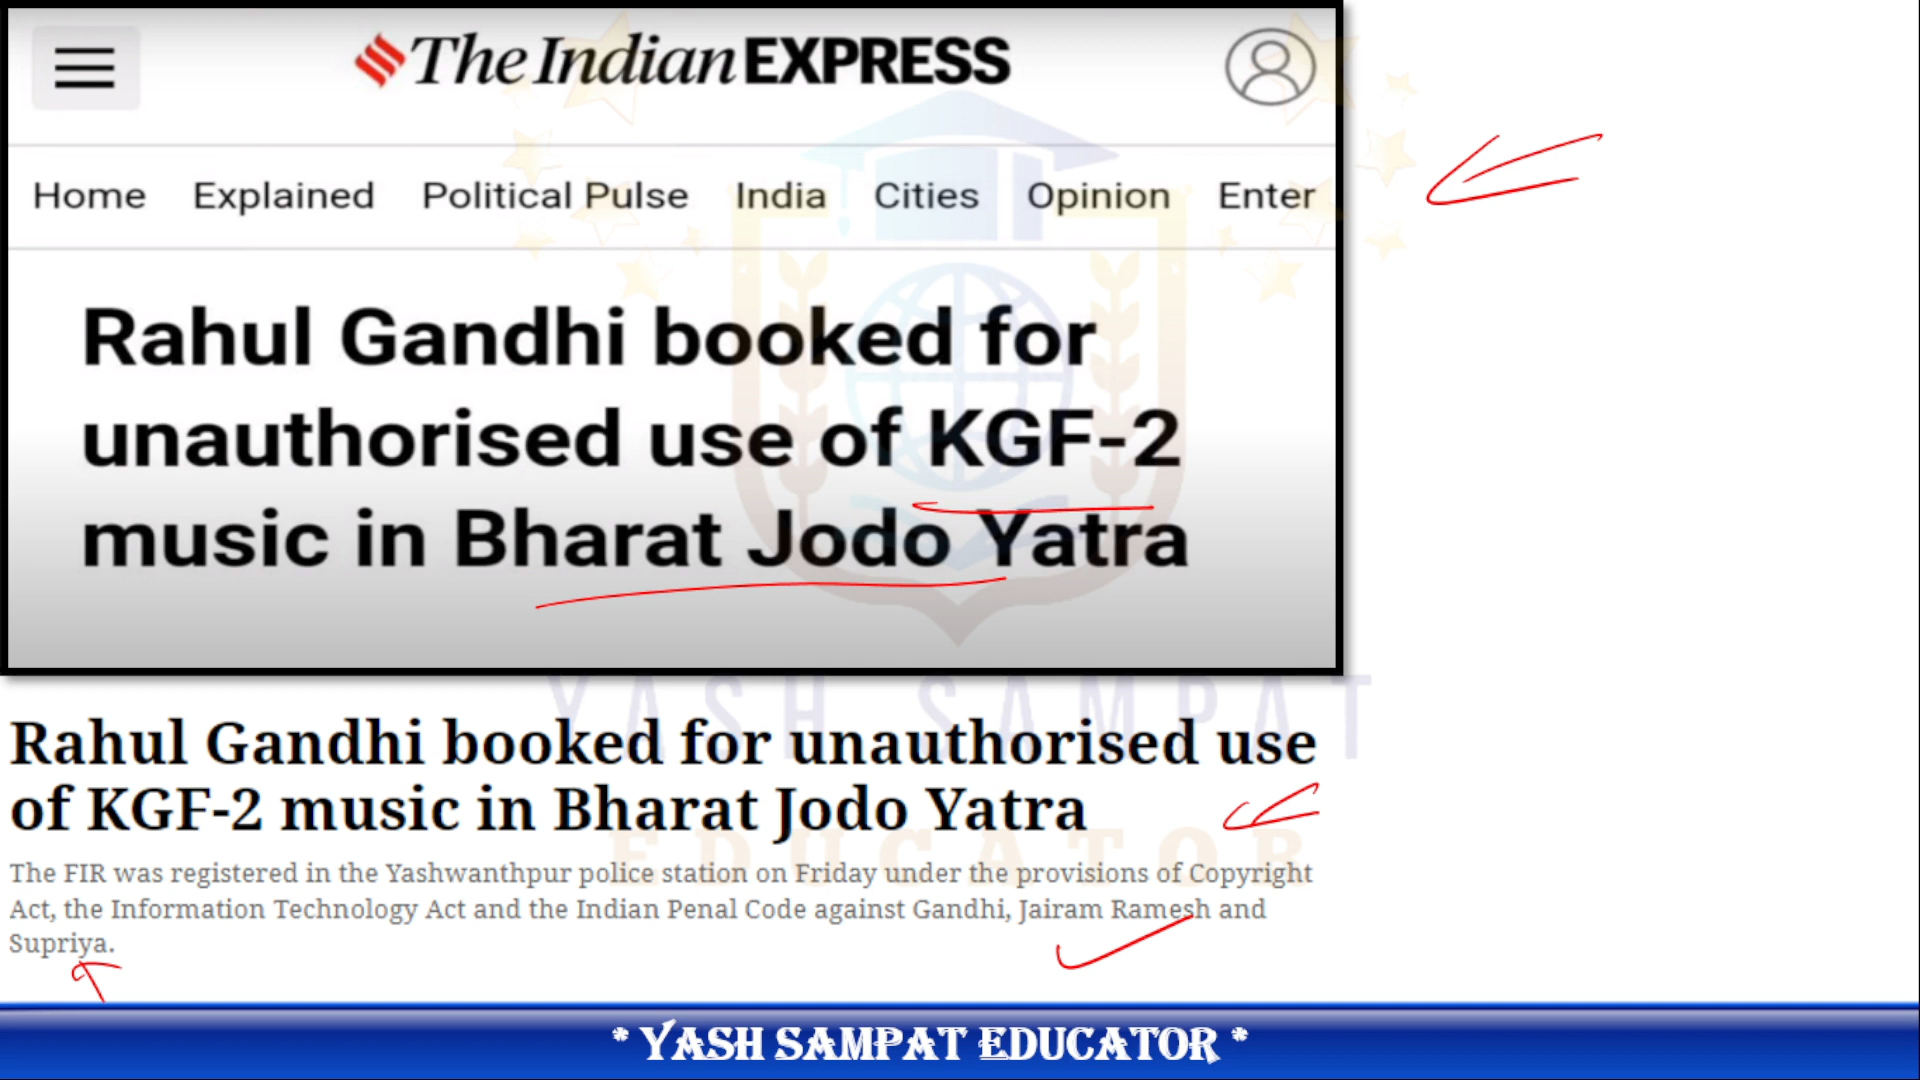 The Indian EXPRESS
Home Explained Political Pulse India Cities Opinion Enter
Rahul Gandhi booked for
unauthorised use of KGF-2
music in Bharat Jodo Yatra
YASH SAMPAT
Rahul Gandhi booked for unauthorised use
of KGF-2 music in Bharat Jodo Yatra
EDUCATOR
The FIR was registered in the Yashwanthpur police station on Friday under the provisions of Copyright
Act, the Information Technology Act and the Indian Penal Code against Gandhi, Jairam Ramesh and
Supriya.
* YASH SAMPAT EDUCATOR *